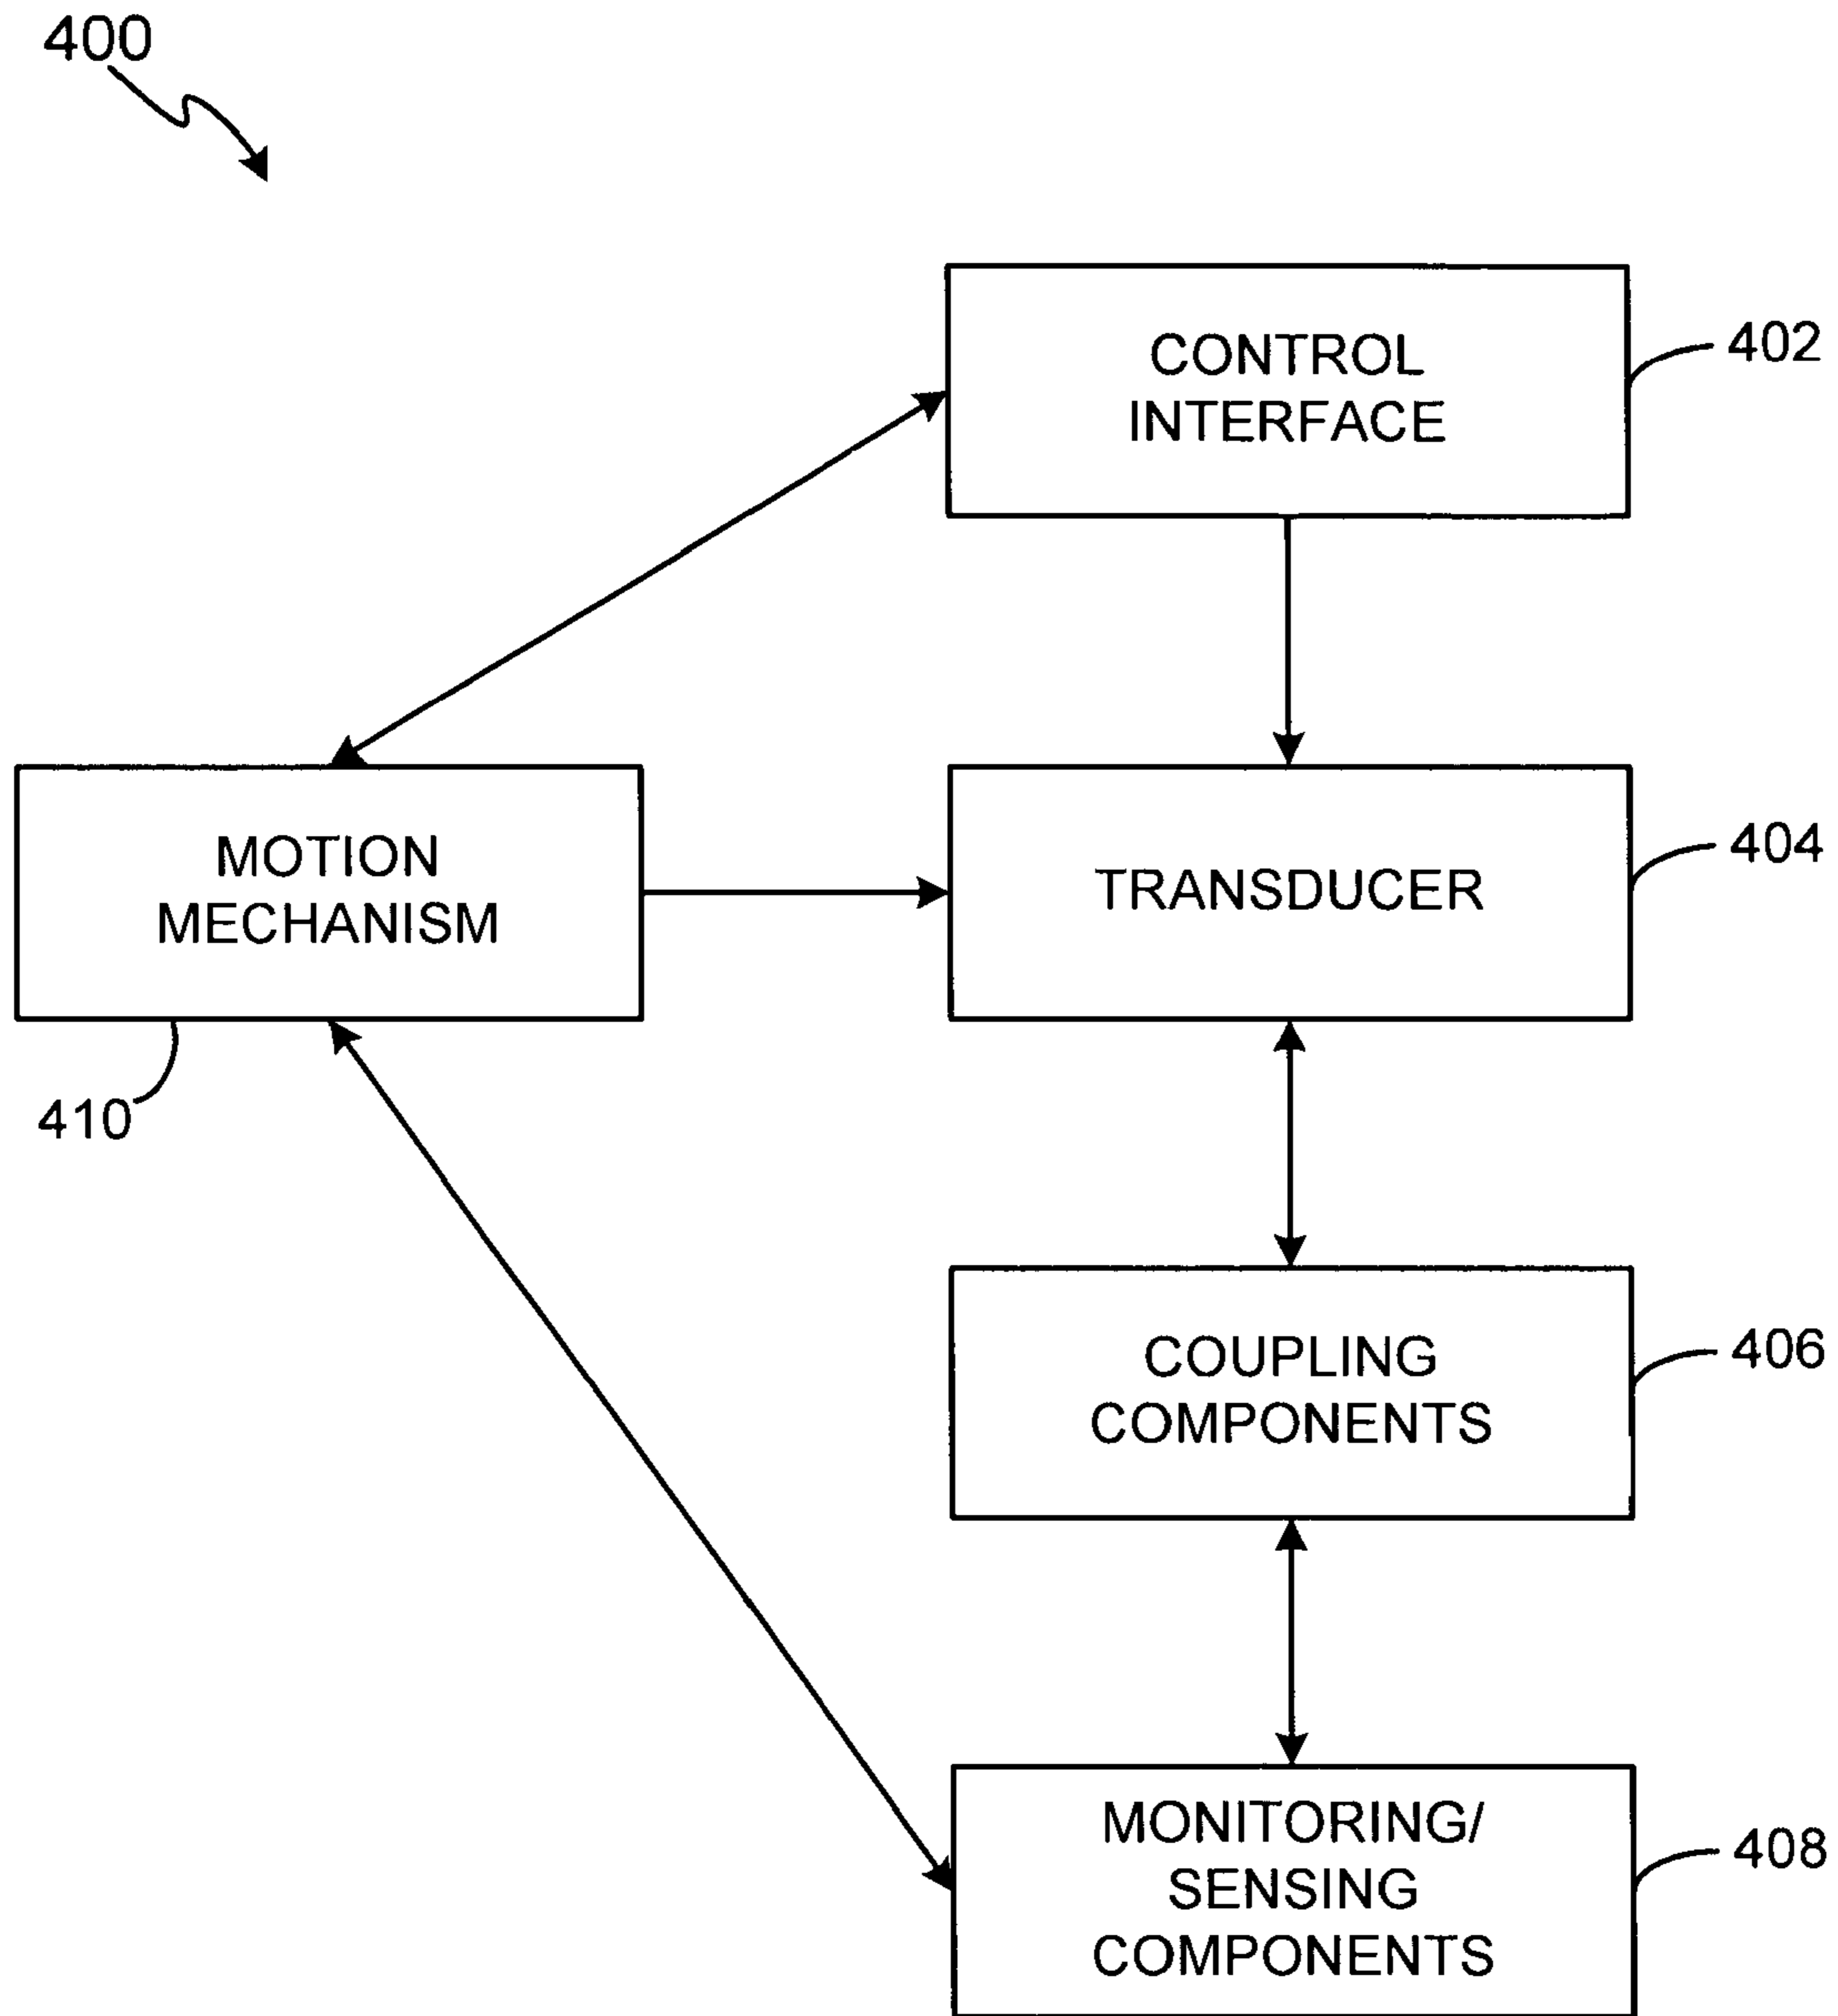 400
CONTROL
INTERFACE
402
MOTION
MECHANISM
410
TRANSDUCER
404
COUPLING
COMPONENTS
406
MONITORING/
SENSING
COMPONENTS
408